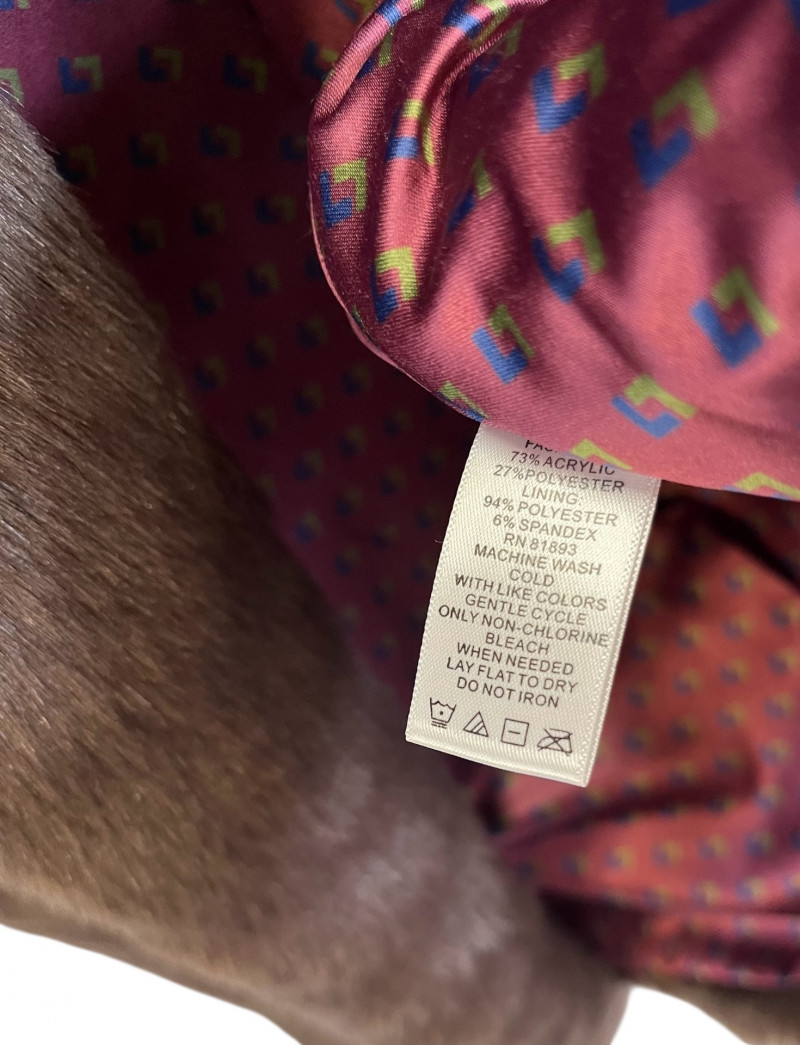 73% ACRYLIC
27%POLYESTER
LINING:
94% POLYESTER
6% SPANDEX
RN 81893
MACHINE WASH
COLD
WITH LIKE COLORS
GENTLE CYCLE
ONLY NON-CHLORINE
BLEACH
WHEN NEEDED
LAY FLAT TO DRY
DO NOT IRON